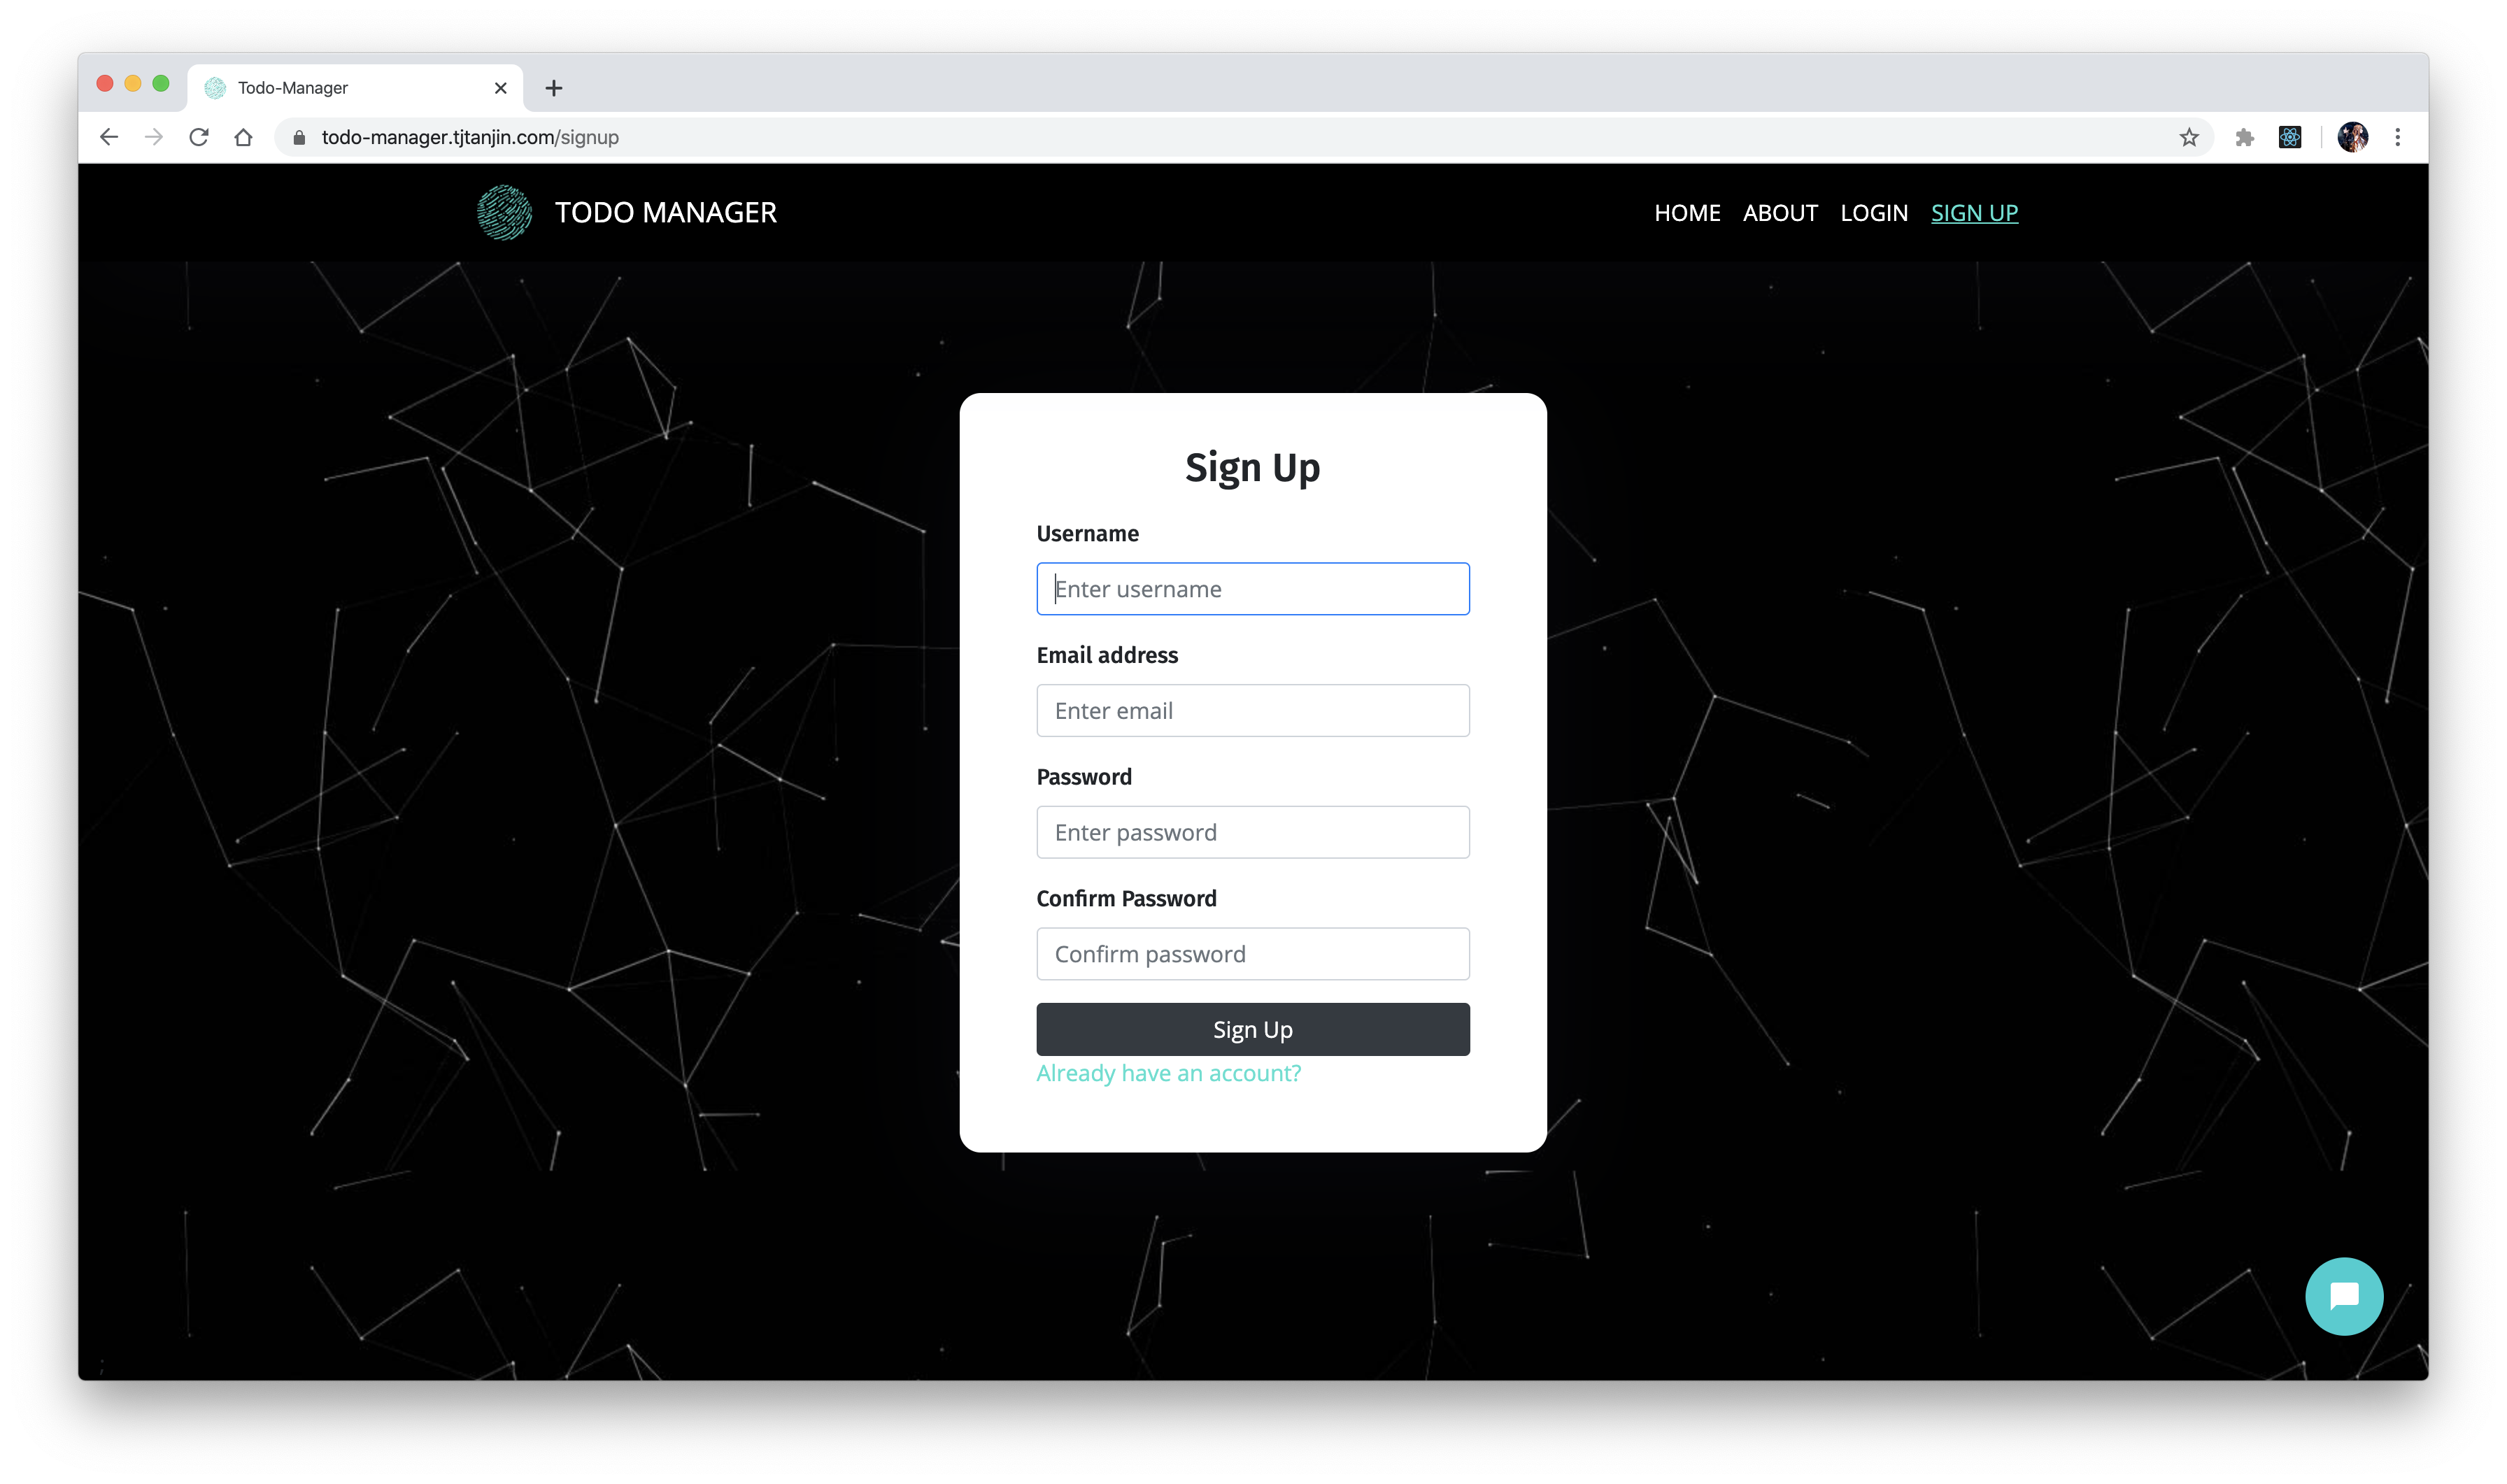 Todo-Manager
todo-manager.tjtanjin.com/signup
TODO MANAGER
HOME ABOUT LOGIN SIGN UP
Sign Up
Username
Enter username
Email address
Enter email
Password
Enter password
Confirm Password
Confirm password
Sign Up
Already have an account?